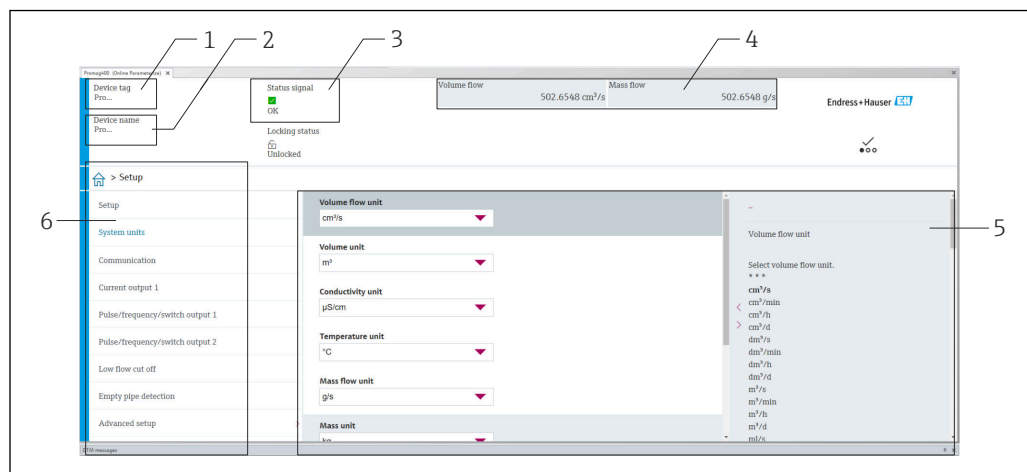 1
2
3
4
Promag400 (Online Parameterize) ×
Device tag
Pro...
Device name
Pro...
Status signal
OK
Locking status
Unlocked
Volume flow
502.6548 cm³/s
Mass flow
502.6548 g/s
Endress+Hauser EH
> Setup
6
5
Setup
System units
Communication
Current output 1
Pulse/frequency/switch output 1
Pulse/frequency/switch output 2
Low flow cut off
Empty pipe detection
Advanced setup >
Volume flow unit
cm³/s
Volume unit
m³
Conductivity unit
µS/cm
Temperature unit
°C
Mass flow unit
g/s
Mass unit
kg
..
Volume flow unit
Select volume flow unit.
* * *
cm³/s
cm³/min
cm³/h
cm³/d
dm³/s
dm³/min
dm³/h
dm³/d
m³/s
m³/min
m³/h
m³/d
ml/s
DTM messages